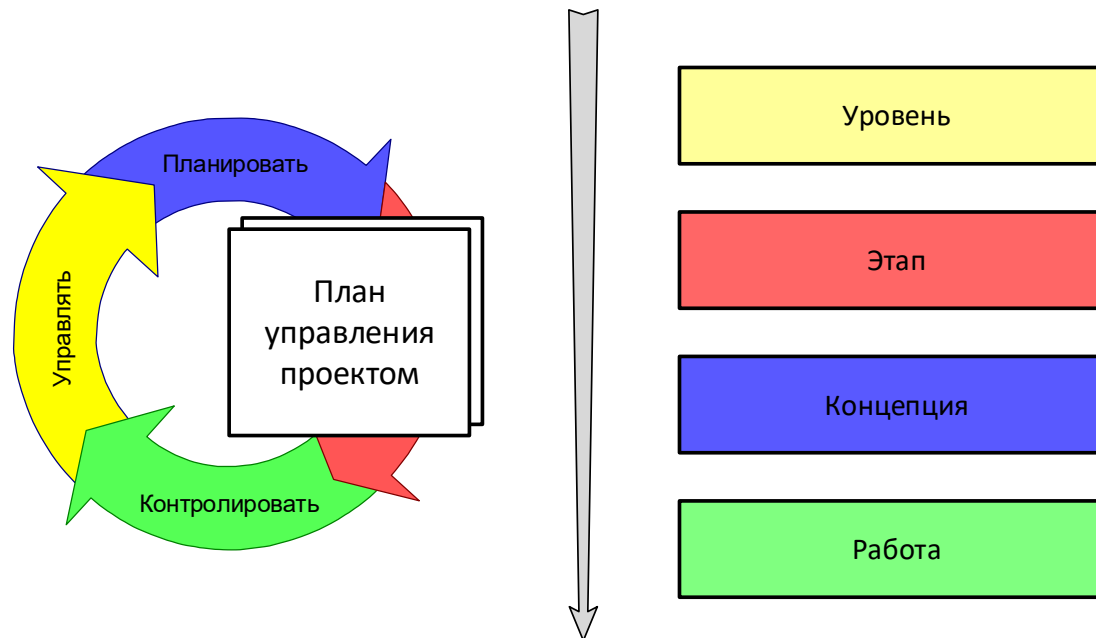 Планировать
Управлять
План
управления
проектом
Контролировать
Уровень
Этап
Концепция
Работа